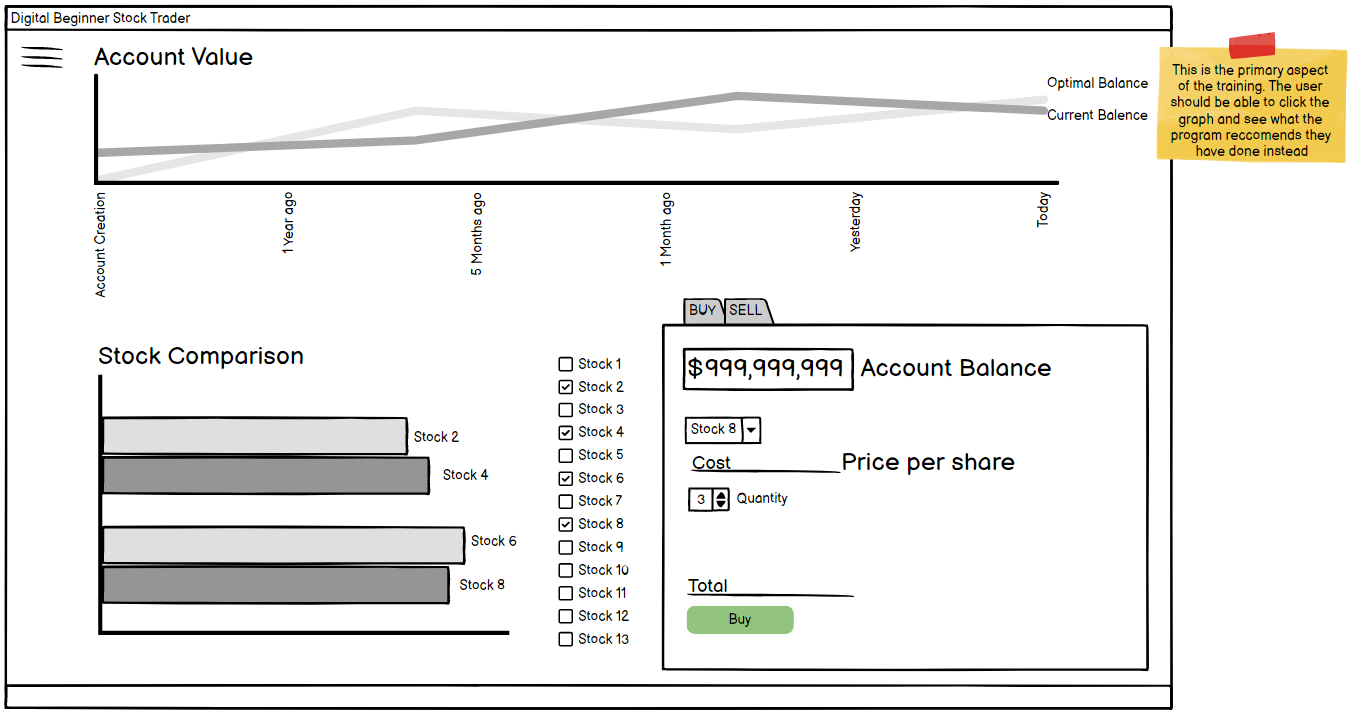 Digital Beginner Stock Trader
Account Value
Optimal Balance
Current Balence
This is the primary aspect
of the training. The user
should be able to click the
graph and see what the
program reccomends they
have done instead
Account Creation
1 Year ago
5 Months ago
1 Month ago
Yesterday
Today
Stock Comparison
Stock 2
Stock 4
Stock 6
Stock 8
Stock 1
Stock 2
Stock 3
Stock 4
Stock 5
Stock 6
Stock 7
Stock 8
Stock 9
Stock 10
Stock 11
Stock 12
Stock 13
BUY SELL
$999,999,999 Account Balance
Stock 8
Cost Price per share
3 Quantity
Total
Buy